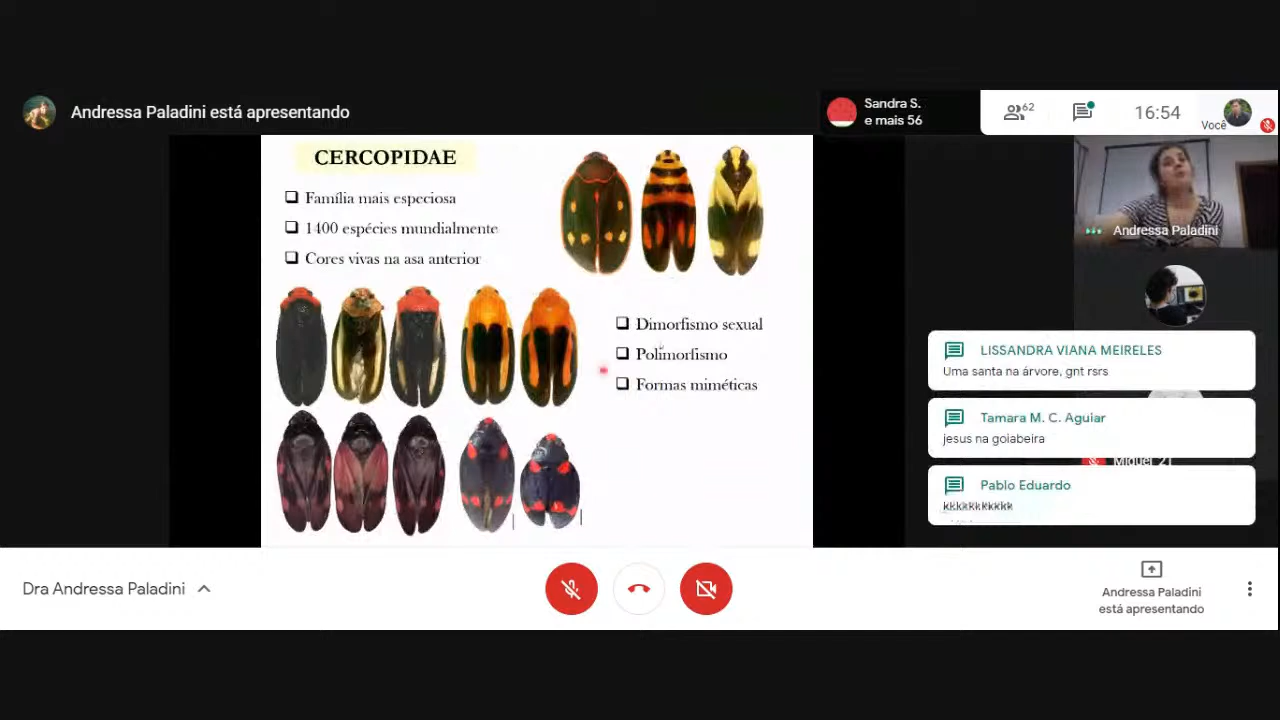 Andressa Paladini está apresentando
Sandra S.
e mais 56
62
16:54
Você
CERCOPIDAE
Família mais especiosa
1400 espécies mundialmente
Cores vivas na asa anterior
Dimorfismo sexual
Polimorfismo
Formas miméticas
Andressa Paladini
LISSANDRA VIANA MEIRELES
Uma santa na árvore, gnt rsrs
Tamara M. C. Aguiar
jesus na goiabeira
Miguel 21
Pablo Eduardo
kkkkkkkkkkk
Dra Andressa Paladini
Andressa Paladini
está apresentando